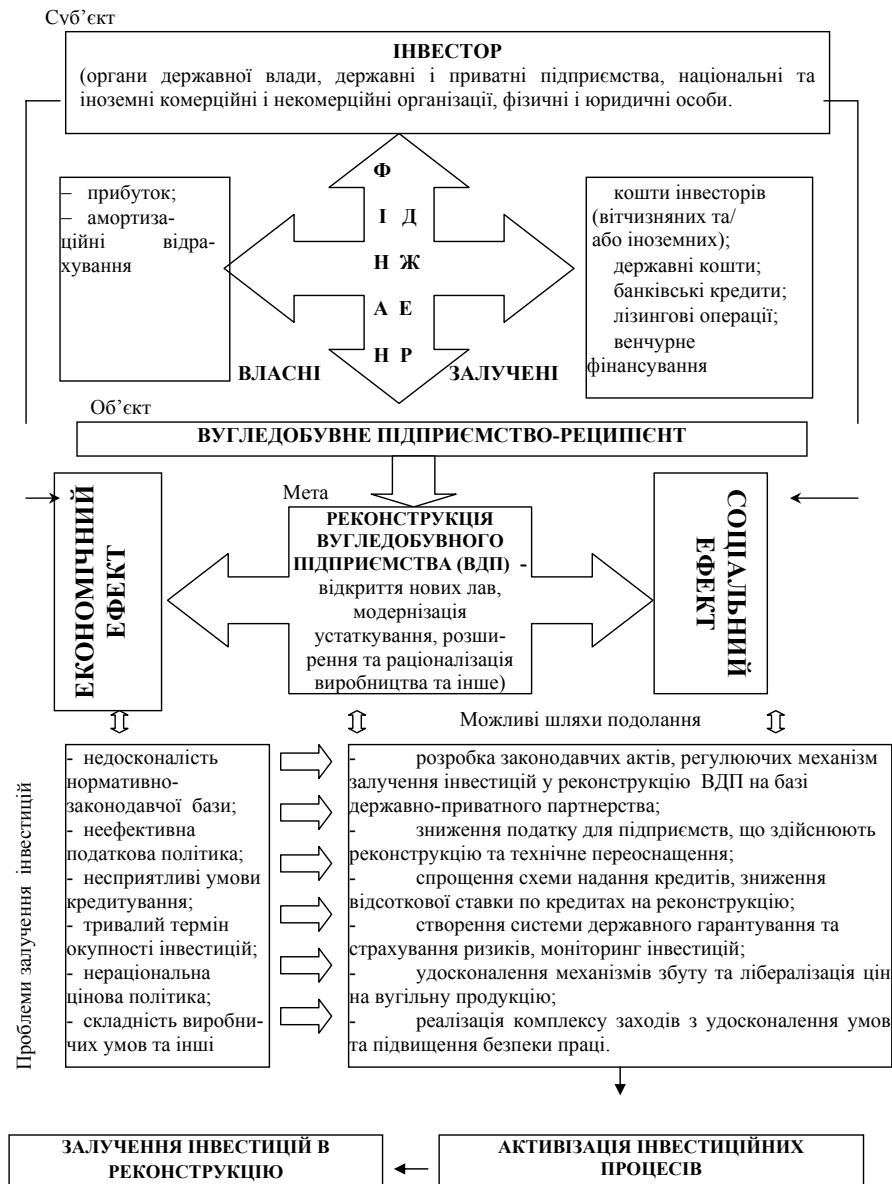 Суб’єкт
ІНВЕСТОР
(органи державної влади, державні і приватні підприємства, національні та
іноземні комерційні і некомерційні організації, фізичні і юридичні особи.
– прибуток;
– амортиза-
ційні відра-
хування
Ф
І Д
Н Ж
А Е
Н Р
ВЛАСНІ
ЗАЛУЧЕНІ
кошти інвесторів
(вітчизняних та/
або іноземних);
державні кошти;
банківські кредити;
лізингові операції;
венчурне
фінансування
Об’єкт
ВУГЛЕДОБУВНЕ ПІДПРИЄМСТВО-РЕЦИПІЄНТ
Мета
ЕКОНОМІЧНИЙ
ЕФЕКТ
РЕКОНСТРУКЦІЯ
ВУГЛЕДОБУВНОГО
ПІДПРИЄМСТВА (ВДП) -
відкриття нових лав,
модернізація
устаткування, розши-
рення та раціоналізація
виробництва та інше)
СОЦІАЛЬНИЙ
ЕФЕКТ
Можливі шляхи подолання
Проблеми залучення інвестицій
- недосконалість
нормативно-
законодавчої бази;
- неефективна
податкова політика;
- несприятливі умови
кредитування;
- тривалий термін
окупності інвестицій;
- нераціональна
цінова політика;
- складність виробни-
чих умов та інші
- розробка законодавчих актів, регулюючих механізм
залучення інвестицій у реконструкцію ВДП на базі
державно-приватного партнерства;
- зниження податку для підприємств, що здійснюють
реконструкцію та технічне переоснащення;
- спрощення схеми надання кредитів, зниження
відсоткової ставки по кредитах на реконструкцію;
- створення системи державного гарантування та
страхування ризиків, моніторинг інвестицій;
- удосконалення механізмів збуту та лібералізація цін
на вугільну продукцію;
- реалізація комплексу заходів з удосконалення умов
та підвищення безпеки праці.
ЗАЛУЧЕННЯ ІНВЕСТИЦІЙ В
РЕКОНСТРУКЦІЮ
АКТИВІЗАЦІЯ ІНВЕСТИЦІЙНИХ
ПРОЦЕСІВ